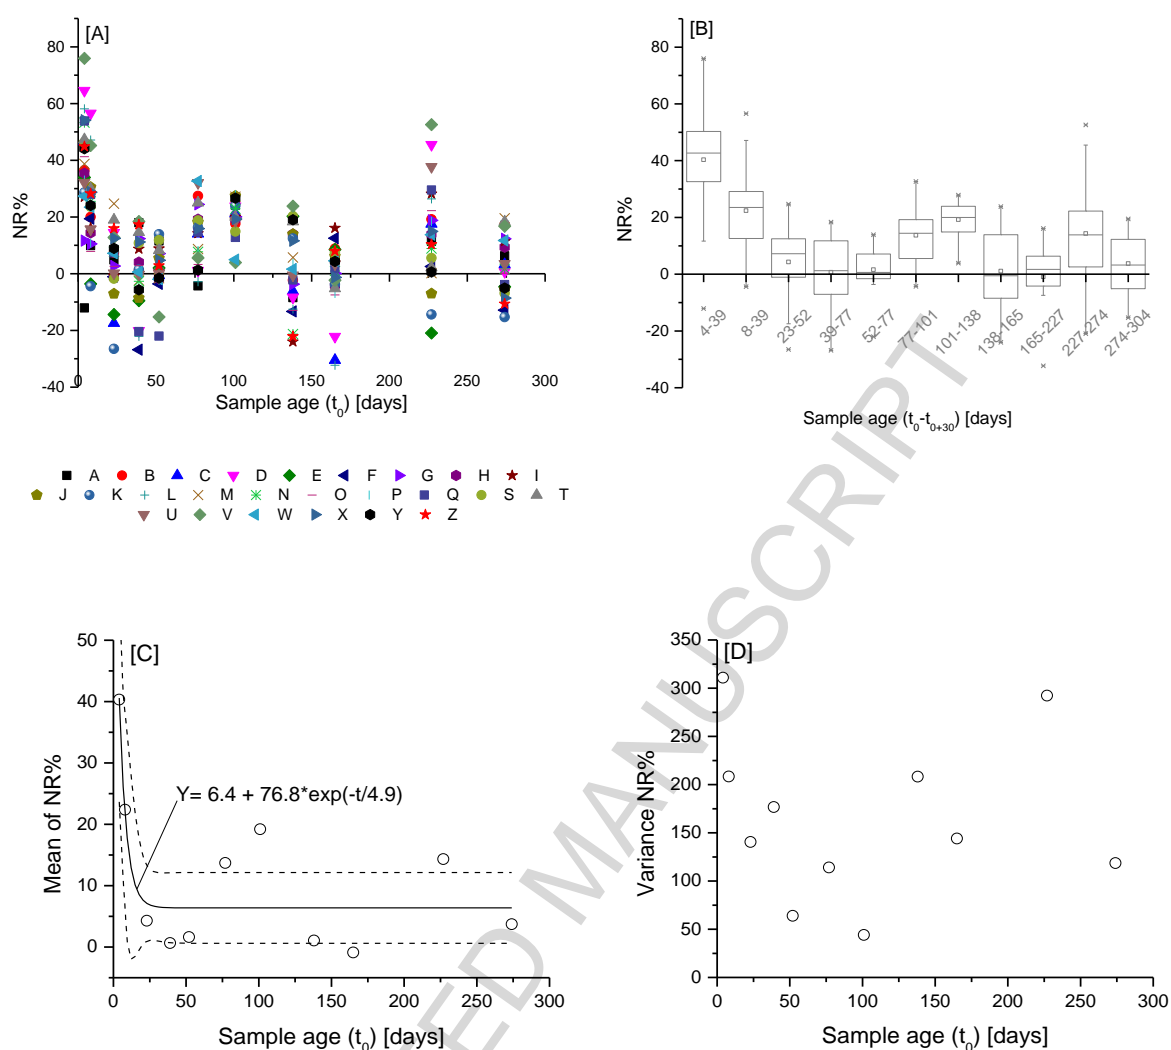 [A]
80
60
40
20
0
-20
-40
NR%
0
50
100
150
200
250
300
Sample age (t0) [days]
[B]
80
60
40
20
0
-20
-40
NR%
4-39
8-39
23-52
39-77
52-77
77-101
101-138
138-165
165-227
227-274
274-304
Sample age (t0-t0+30) [days]
A B C D E F G H I
J K L M N O P Q S T
U V W X Y Z
[C]
50
40
30
20
10
0
Mean of NR%
Y= 6.4 + 76.8*exp(-t/4.9)
0 50 100 150 200 250 300
Sample age (t0) [days]
[D]
350
300
250
200
150
100
50
0
Variance NR%
0 50 100 150 200 250 300
Sample age (t0) [days]
ED MANUSCRIPT